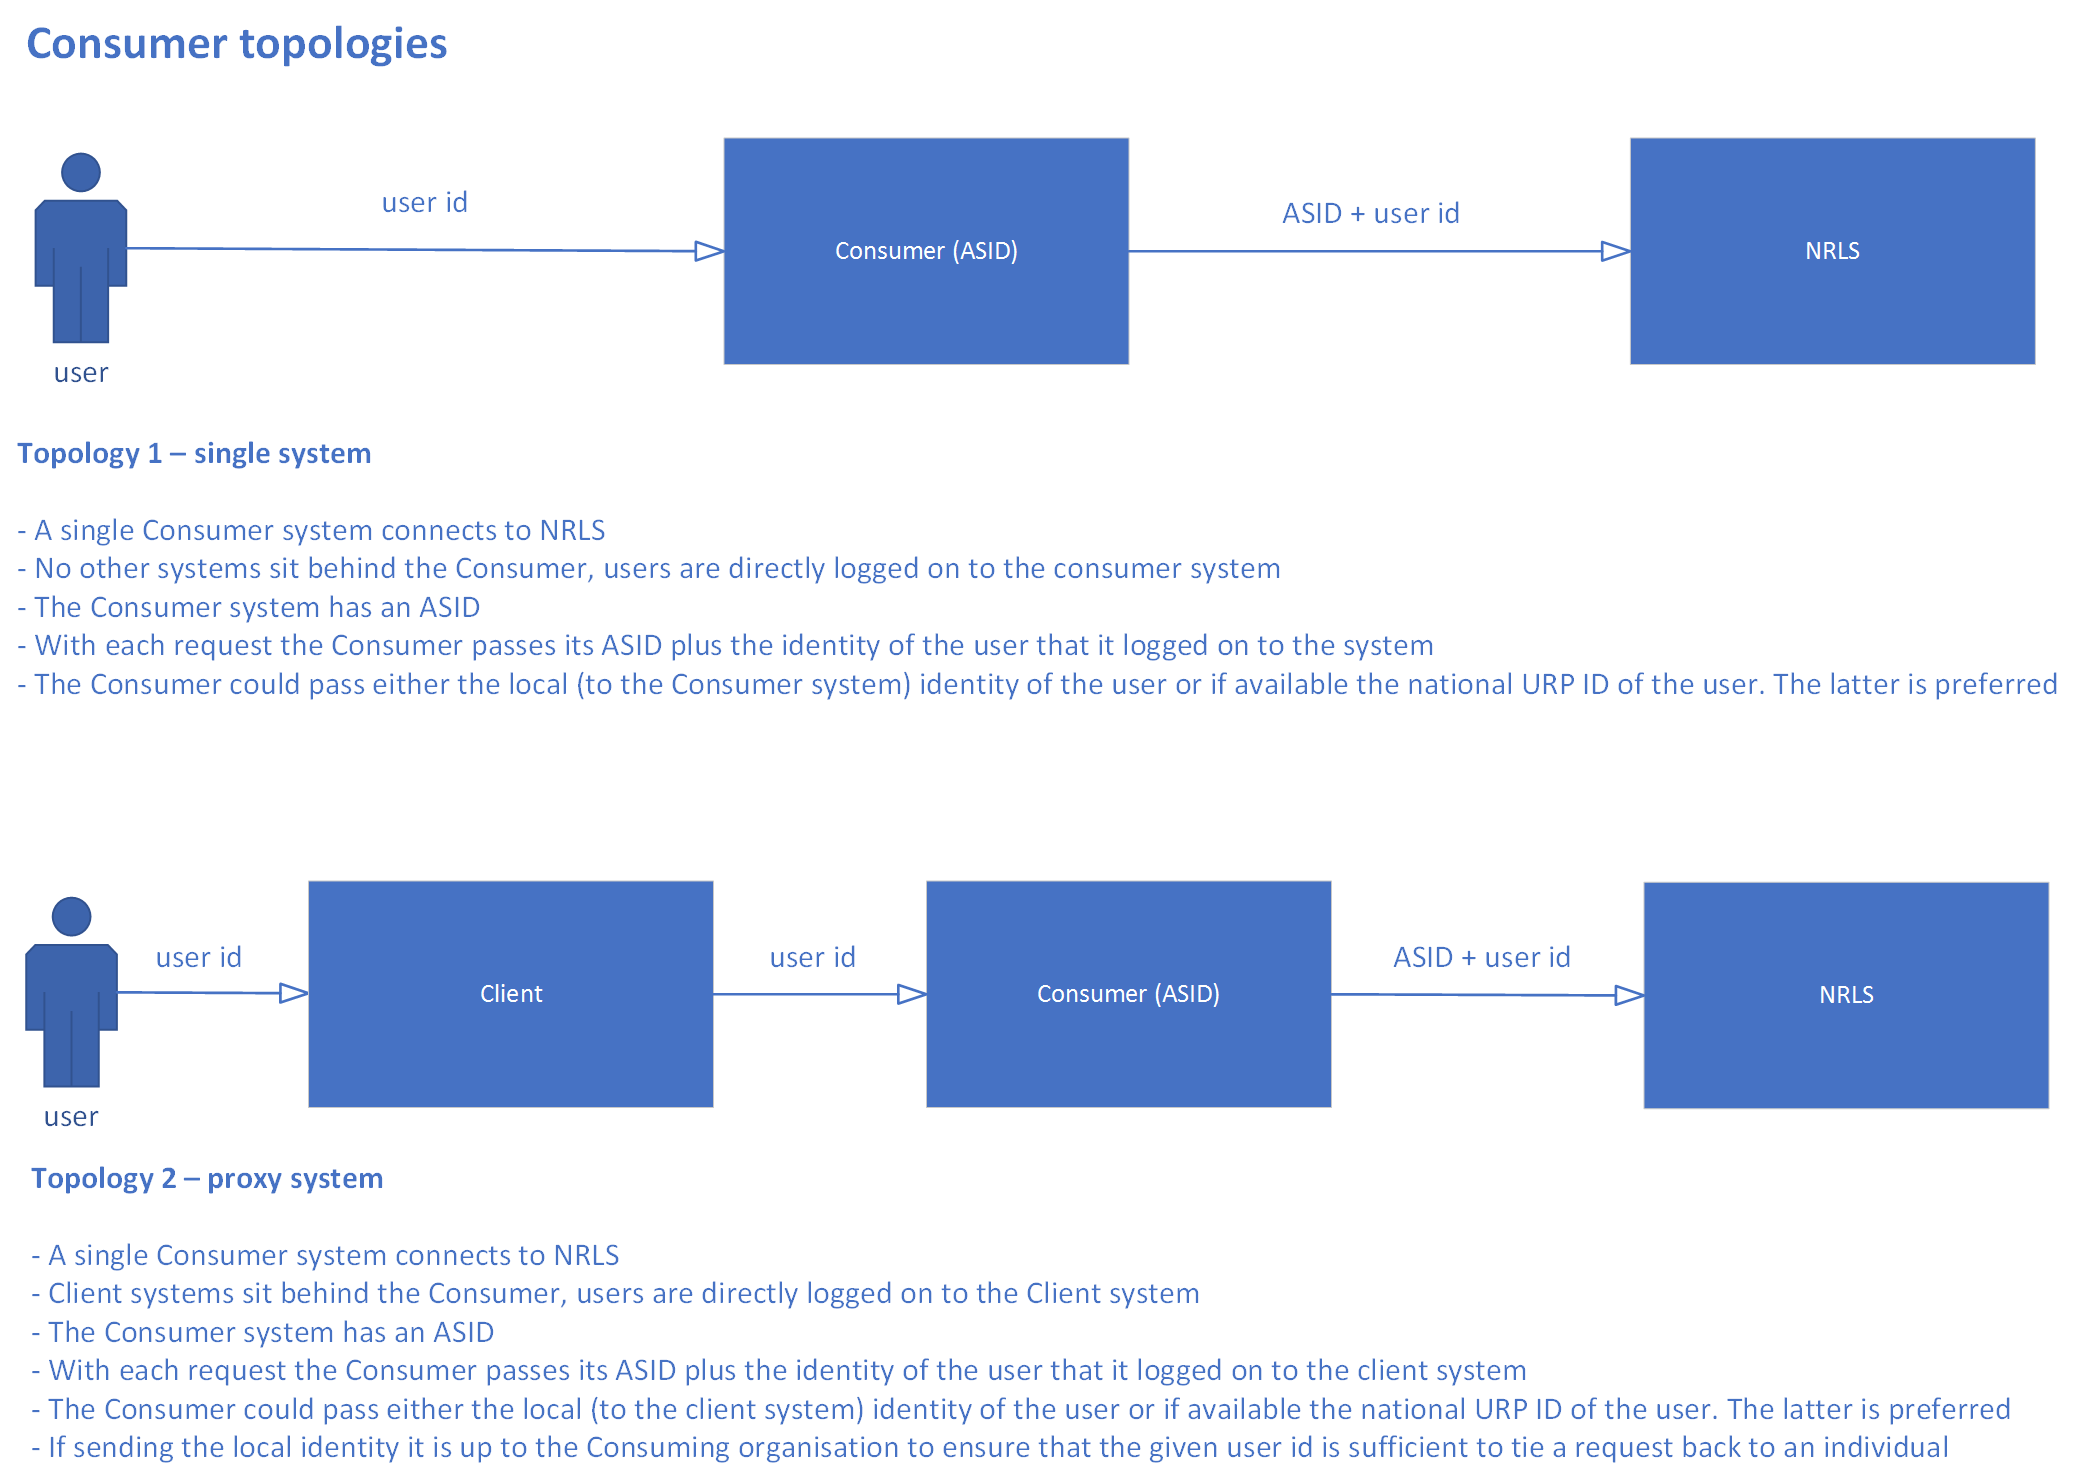 Consumer topologies
user id
ASID + user id
Consumer (ASID)
NRLS
user
Topology 1 – single system
- A single Consumer system connects to NRLS
- No other systems sit behind the Consumer, users are directly logged on to the consumer system
- The Consumer system has an ASID
- With each request the Consumer passes its ASID plus the identity of the user that it logged on to the system
- The Consumer could pass either the local (to the Consumer system) identity of the user or if available the national URP ID of the user. The latter is preferred
user id
user id
ASID + user id
Client
Consumer (ASID)
NRLS
user
Topology 2 – proxy system
- A single Consumer system connects to NRLS
- Client systems sit behind the Consumer, users are directly logged on to the Client system
- The Consumer system has an ASID
- With each request the Consumer passes its ASID plus the identity of the user that it logged on to the client system
- The Consumer could pass either the local (to the client system) identity of the user or if available the national URP ID of the user. The latter is preferred
- If sending the local identity it is up to the Consuming organisation to ensure that the given user id is sufficient to tie a request back to an individual